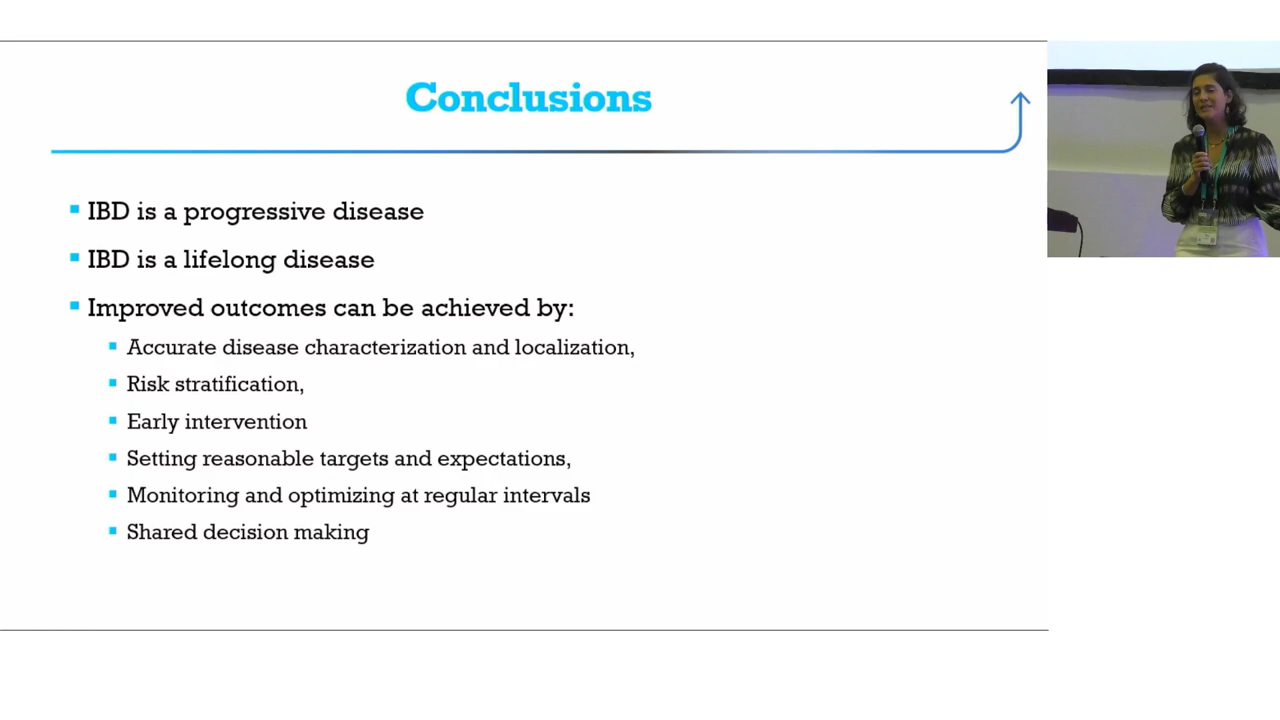 Conclusions
IBD is a progressive disease
IBD is a lifelong disease
Improved outcomes can be achieved by:
Accurate disease characterization and localization,
Risk stratification,
Early intervention
Setting reasonable targets and expectations,
Monitoring and optimizing at regular intervals
Shared decision making